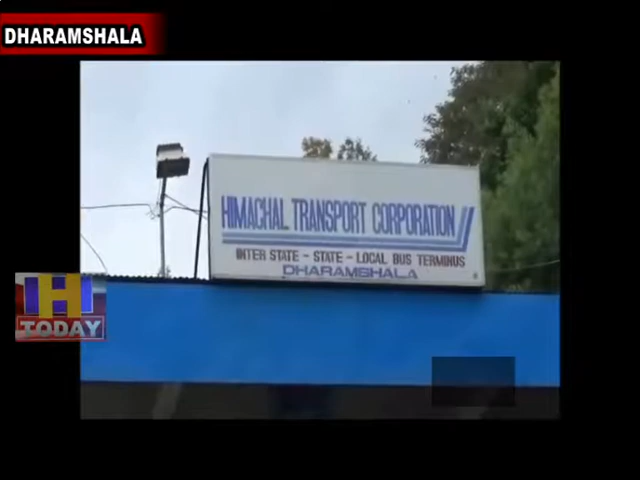 DHARAMSHALA
HIMACHAL TRANSPORT CORPORATION
INTER STATE - STATE - LOCAL BUS TERMINUS
DHARAMSHALA
H
TODAY